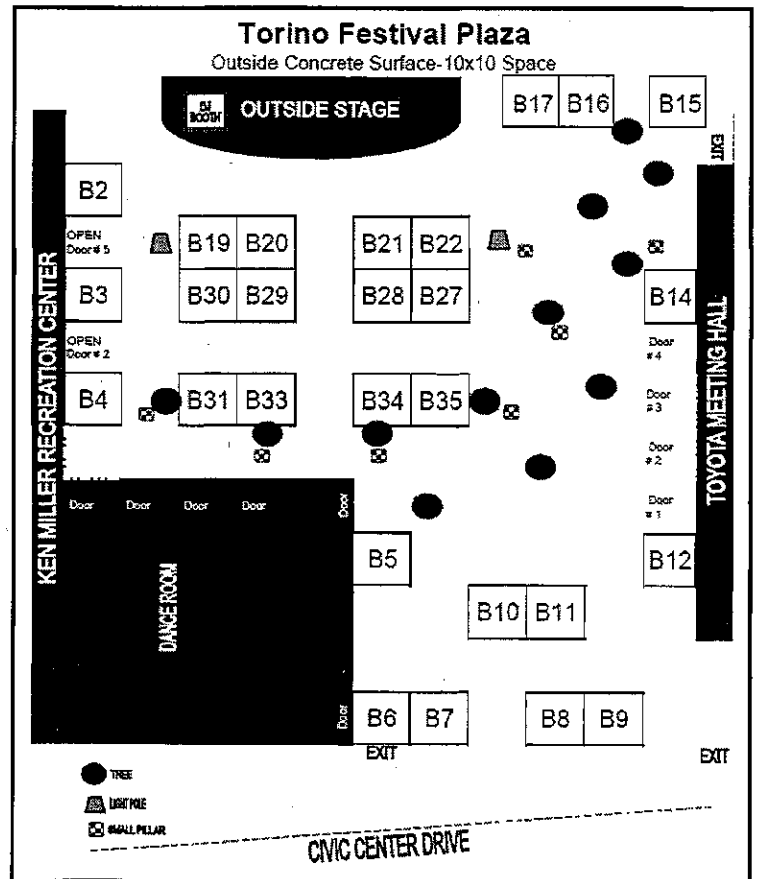 Torino Festival Plaza
Outside Concrete Surface-10x10 Space
DJ BOOTH
OUTSIDE STAGE
B17 B16 B15
EXIT
B2
OPEN
Door# 5
B19 B20 B21 B22
B3 B30 B29 B28 B27 B14
OPEN
Door# 2
Door
# 4
B4 B31 B33 B34 B35
Door
# 3
Door
# 2
KEN MILLER RECREATION CENTER
TOYOTA MEETING HALL
Door Door Door Door Door
Door
# 1
B5 B12
DANCE ROOM
B10 B11
Door
B6 B7 B8 B9
EXIT EXIT
TREE
LIGHT POLE
SMALL PILLAR
CIVIC CENTER DRIVE